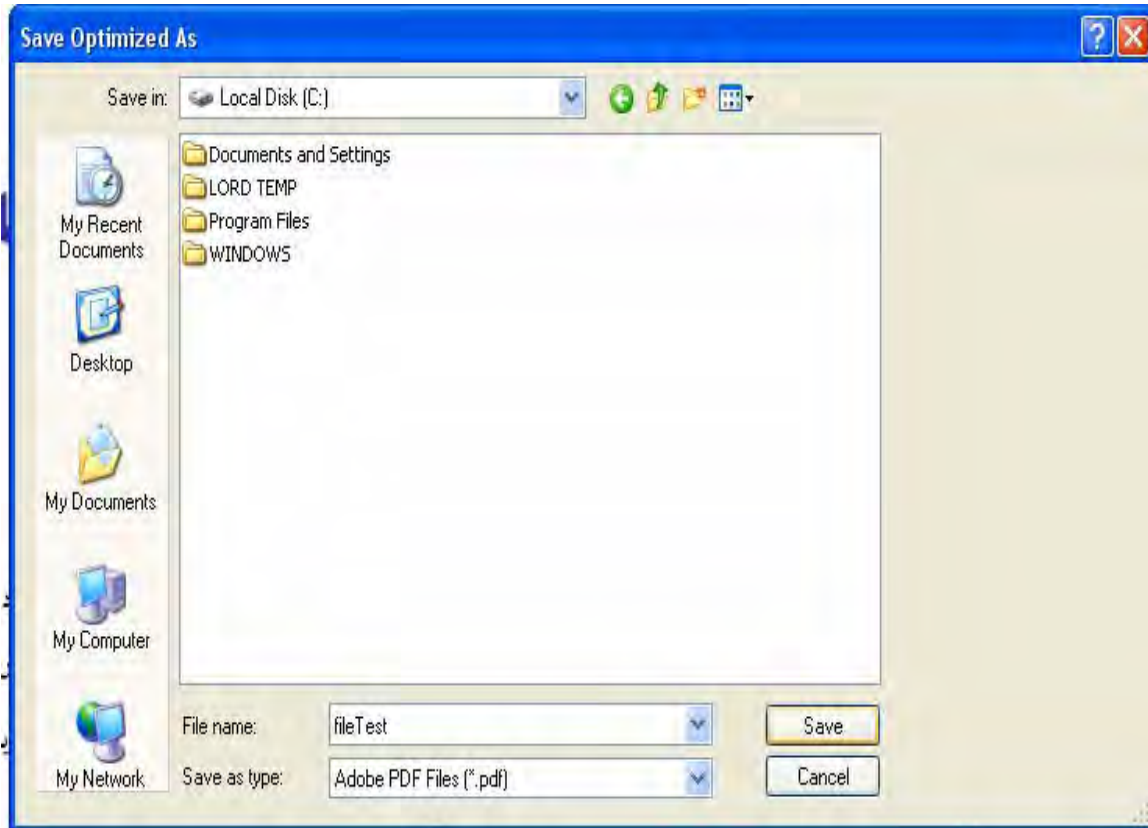 Save Optimized As
Save in: Local Disk (C:)
Documents and Settings
LORD TEMP
Program Files
WINDOWS
My Recent
Documents
Desktop
My Documents
My Computer
My Network
File name: fileTest Save
Save as type: Adobe PDF Files (*.pdf) Cancel